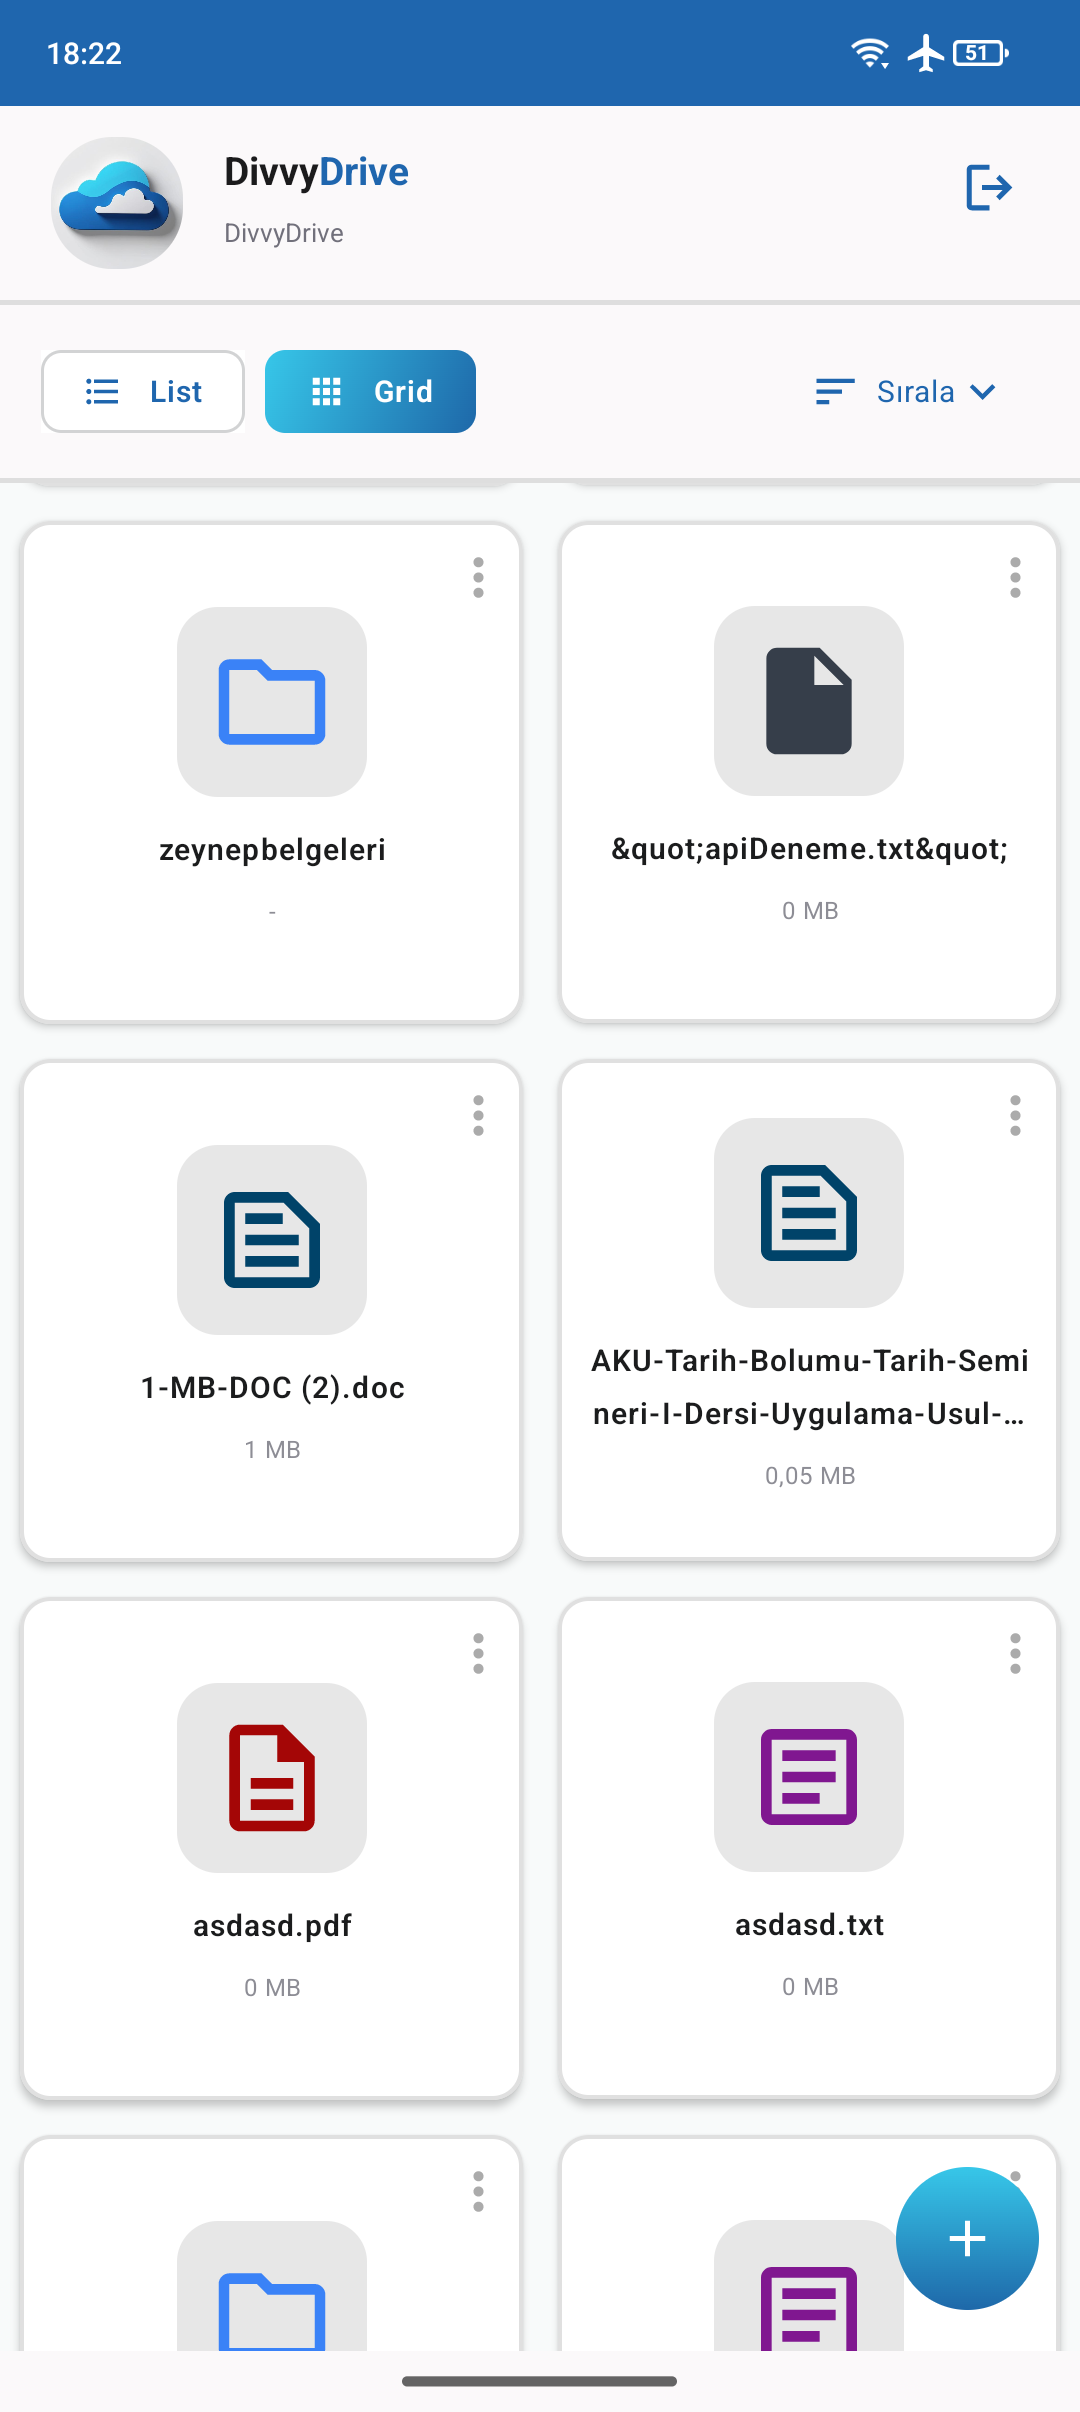 18:22
51
DivvyDrive
DivvyDrive
List
Grid
Sırala
zeynepbelgeleri
-
&quot;apiDeneme.txt&quot;
0 MB
1-MB-DOC (2).doc
1 MB
AKU-Tarih-Bolumu-Tarih-Semi
neri-I-Dersi-Uygulama-Usul-...
0,05 MB
asdasd.pdf
0 MB
asdasd.txt
0 MB